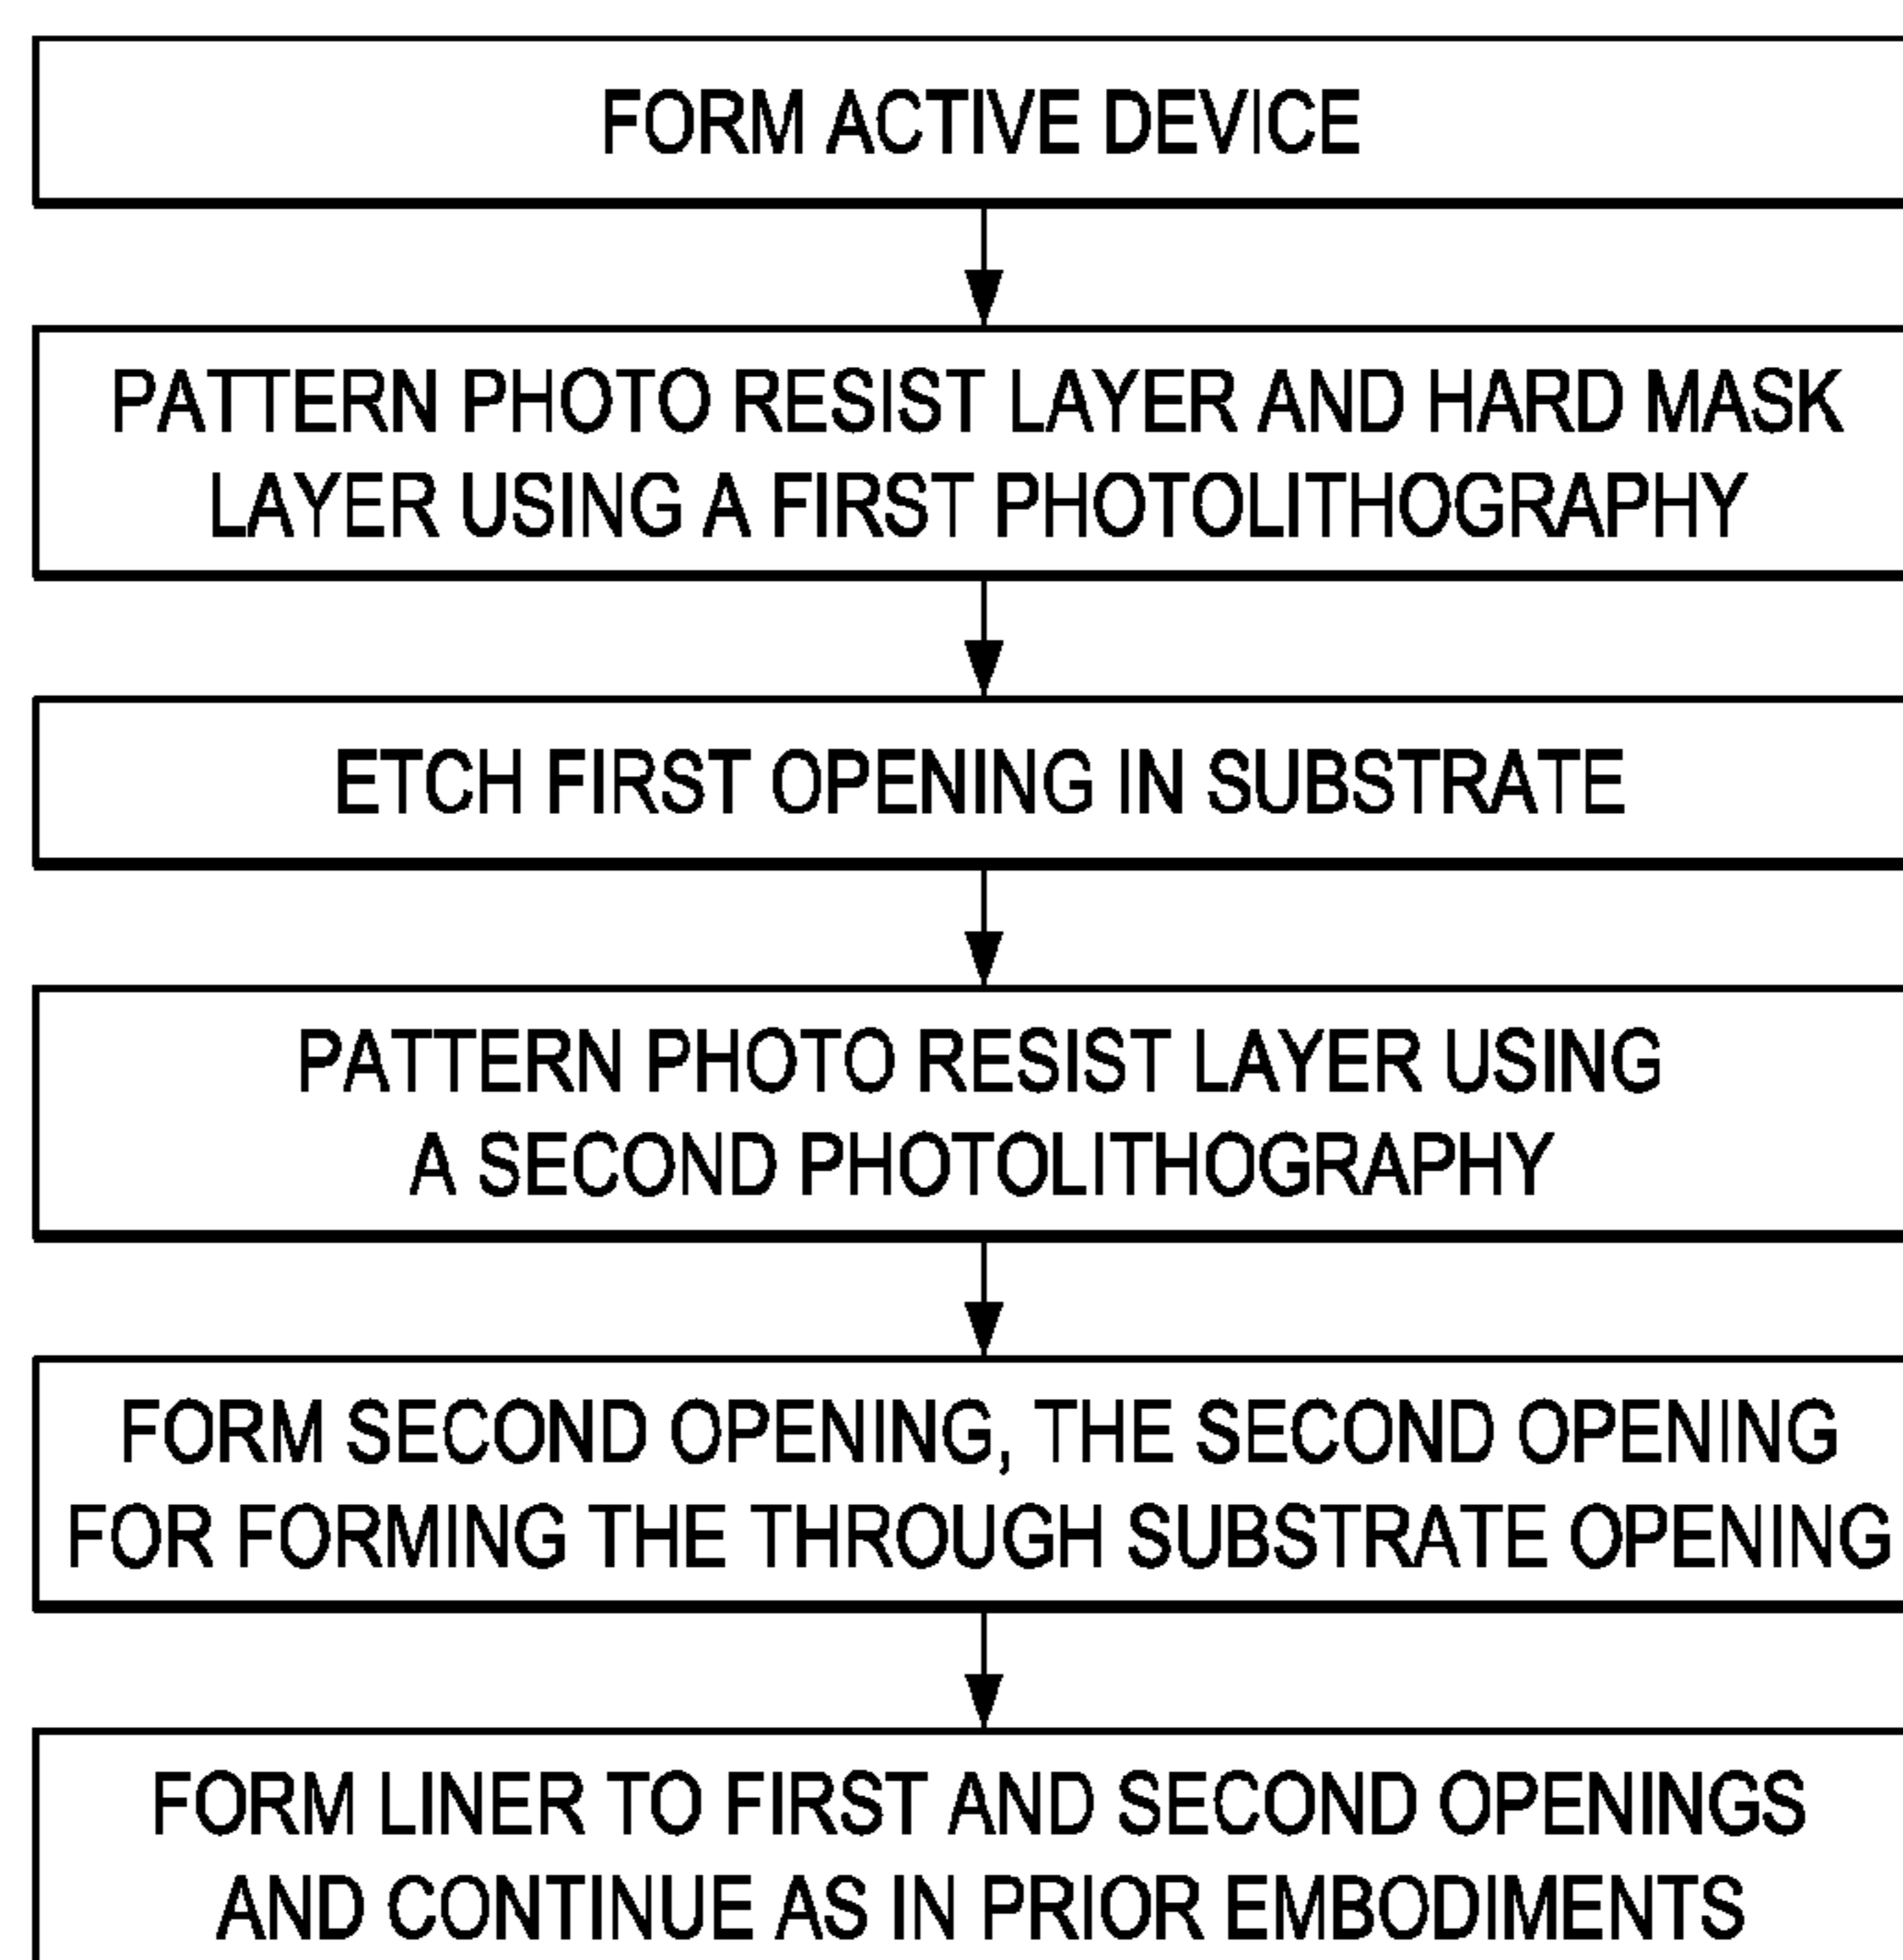 FORM ACTIVE DEVICE
PATTERN PHOTO RESIST LAYER AND HARD MASK
LAYER USING A FIRST PHOTOLITHOGRAPHY
ETCH FIRST OPENING IN SUBSTRATE
PATTERN PHOTO RESIST LAYER USING
A SECOND PHOTOLITHOGRAPHY
FORM SECOND OPENING, THE SECOND OPENING
FOR FORMING THE THROUGH SUBSTRATE OPENING
FORM LINER TO FIRST AND SECOND OPENINGS
AND CONTINUE AS IN PRIOR EMBODIMENTS